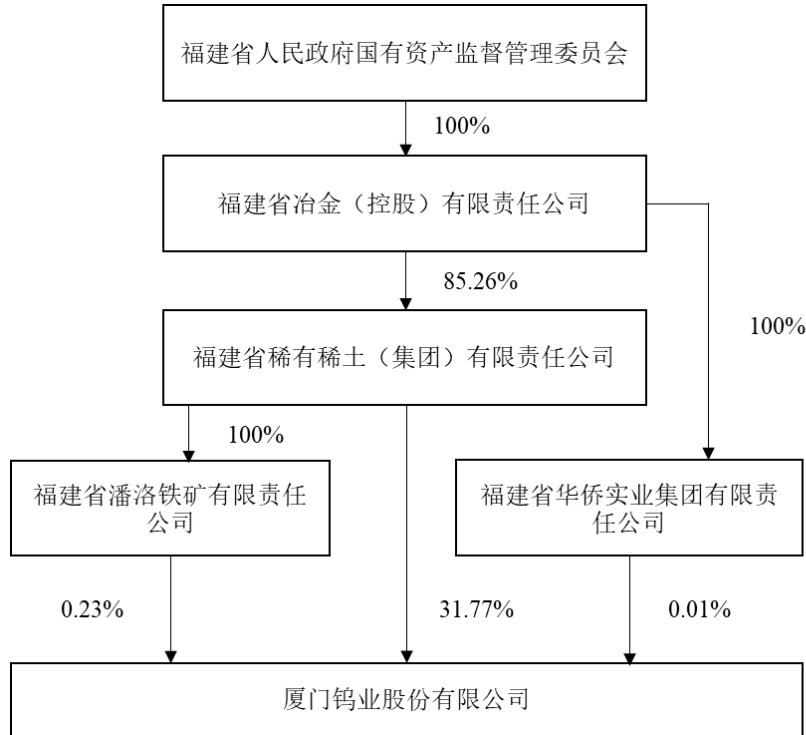 福建省人民政府国有资产监督管理委员会
100%
福建省冶金（控股）有限责任公司
85.26%
100%
福建省稀有稀土（集团）有限责任公司
100%
福建省潘洛铁矿有限责任
公司
福建省华侨实业集团有限责
任公司
0.23%
31.77%
0.01%
厦门钨业股份有限公司